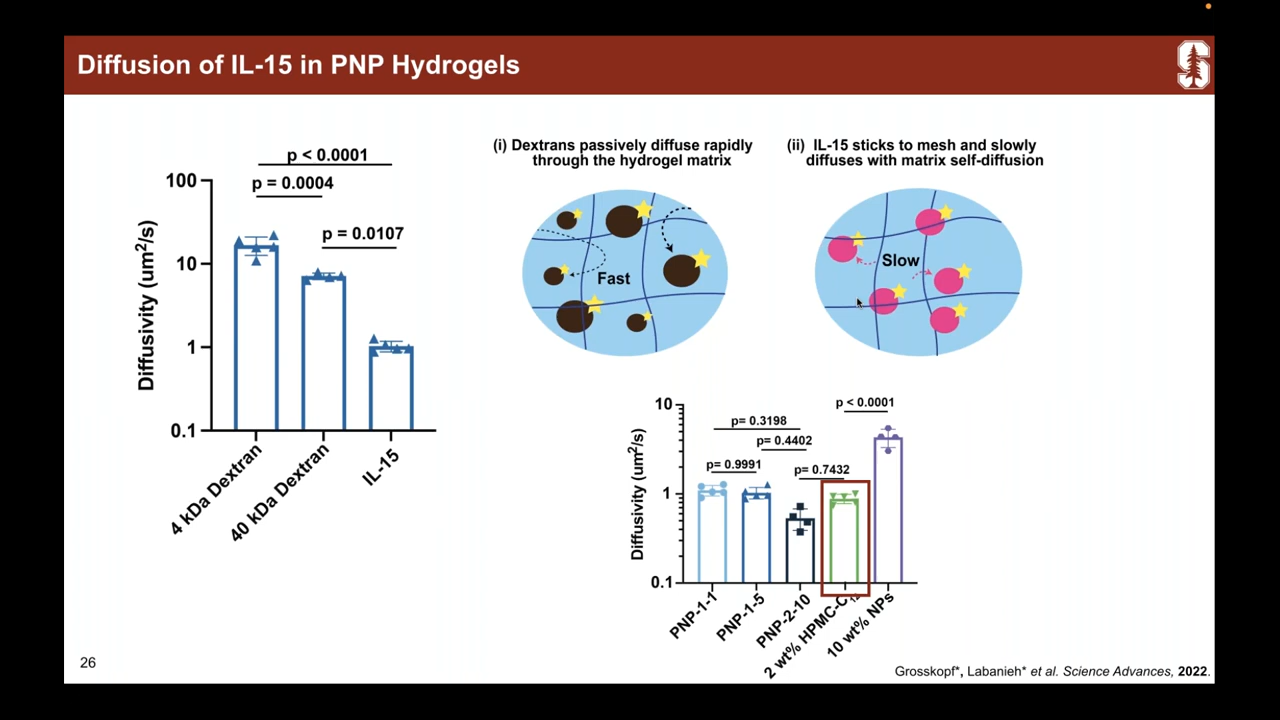 Diffusion of IL-15 in PNP Hydrogels
p < 0.0001
p = 0.0004
p = 0.0107
100
10
1
0.1
Diffusivity (um²/s)
4 kDa Dextran
40 kDa Dextran
IL-15
(i) Dextrans passively diffuse rapidly
through the hydrogel matrix
Fast
(ii) IL-15 sticks to mesh and slowly
diffuses with matrix self-diffusion
Slow
p < 0.0001
p= 0.3198
p= 0.4402
p= 0.9991
p= 0.7432
10
1
0.1
Diffusivity (um²/s)
PNP-1-1
PNP-1-5
PNP-2-10
2 wt% HPMC-C₁₂
10 wt% NPs
26
Grosskopf*, Labanieh* et al. Science Advances, 2022.